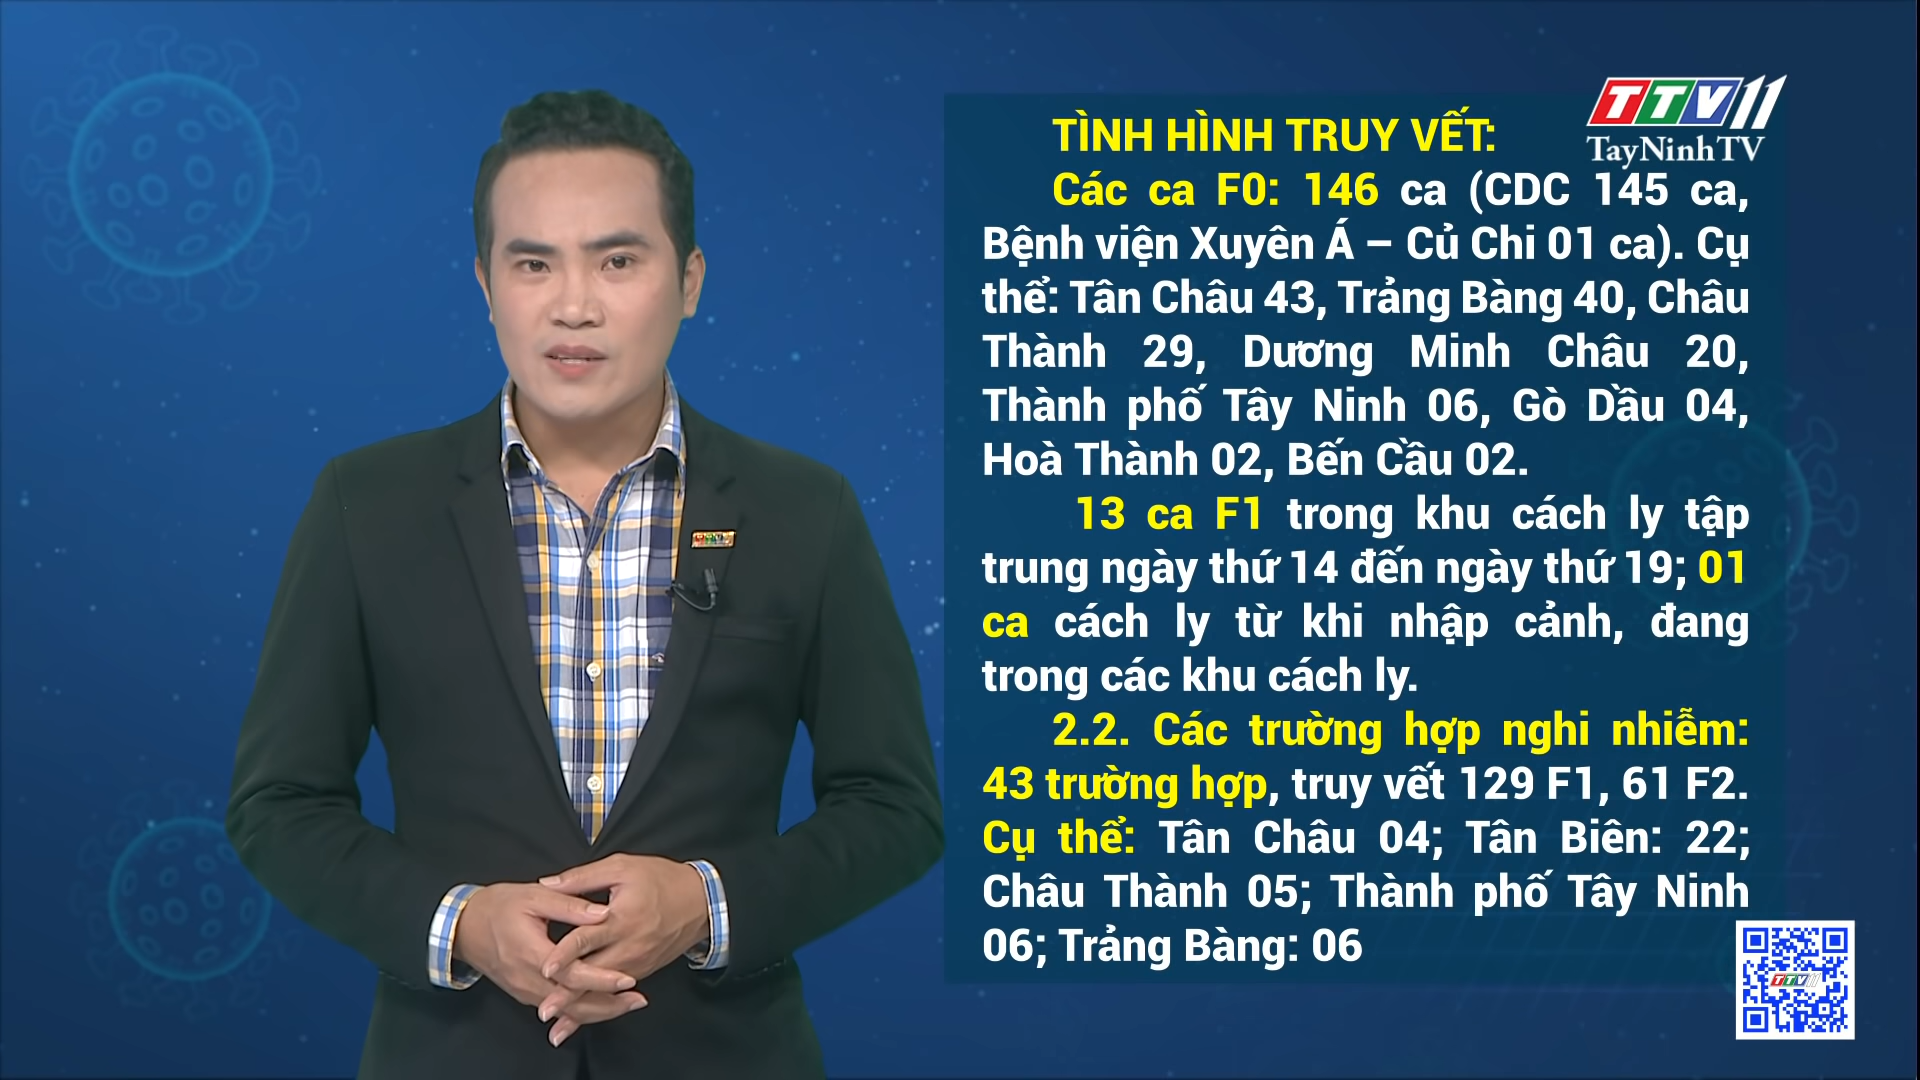 TTV11
TayNinhTV
TÌNH HÌNH TRUY VẾT:
Các ca F0: 146 ca (CDC 145 ca,
Bệnh viện Xuyên Á – Củ Chi 01 ca). Cụ
thể: Tân Châu 43, Trảng Bàng 40, Châu
Thành 29, Dương Minh Châu 20,
Thành phố Tây Ninh 06, Gò Dầu 04,
Hoà Thành 02, Bến Cầu 02.
13 ca F1 trong khu cách ly tập
trung ngày thứ 14 đến ngày thứ 19; 01
ca cách ly từ khi nhập cảnh, đang
trong các khu cách ly.
2.2. Các trường hợp nghi nhiễm:
43 trường hợp, truy vết 129 F1, 61 F2.
Cụ thể: Tân Châu 04; Tân Biên: 22;
Châu Thành 05; Thành phố Tây Ninh
06; Trảng Bàng: 06
TTV11